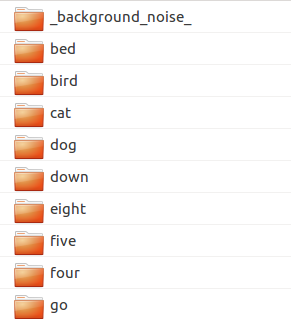 _background_noise_
bed
bird
cat
dog
down
eight
five
four
go